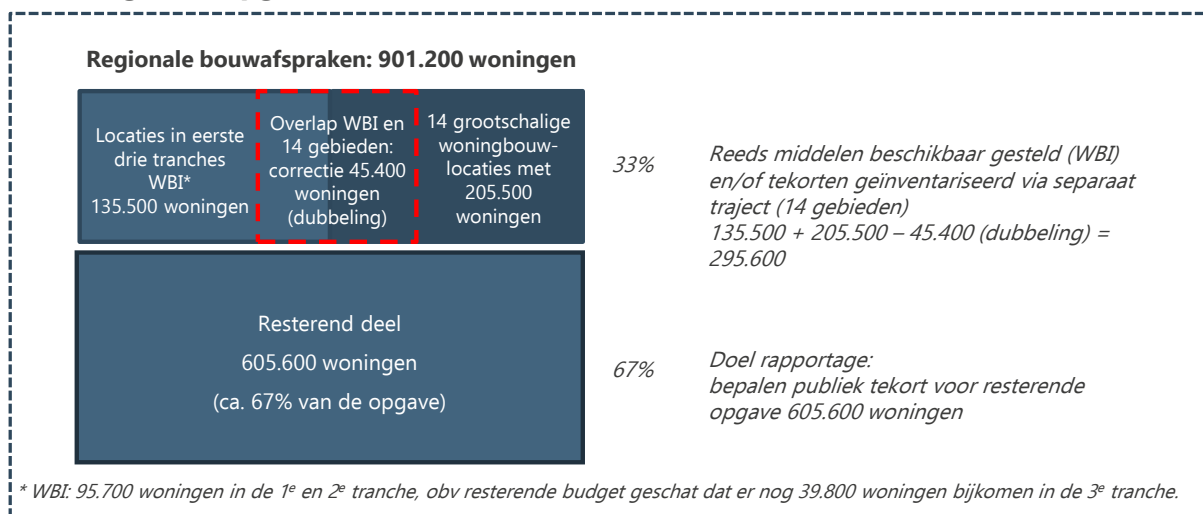 Regionale bouwafspraken: 901.200 woningen
Locaties in eerste
drie tranches
WBI*
135.500 woningen
Overlap WBI en
14 gebieden:
correctie 45.400
woningen
(dubbeling)
14 grootschalige
woningbouw-
locaties met
205.500
woningen
33%
Reeds middelen beschikbaar gesteld (WBI)
en/of tekorten geïnventariseerd via separaat
traject (14 gebieden)
135.500 + 205.500 – 45.400 (dubbeling) =
295.600
Resterend deel
605.600 woningen
(ca. 67% van de opgave)
67%
Doel rapportage:
bepalen publiek tekort voor resterende
opgave 605.600 woningen
* WBI: 95.700 woningen in de 1e en 2e tranche, obv resterende budget geschat dat er nog 39.800 woningen bijkomen in de 3e tranche.